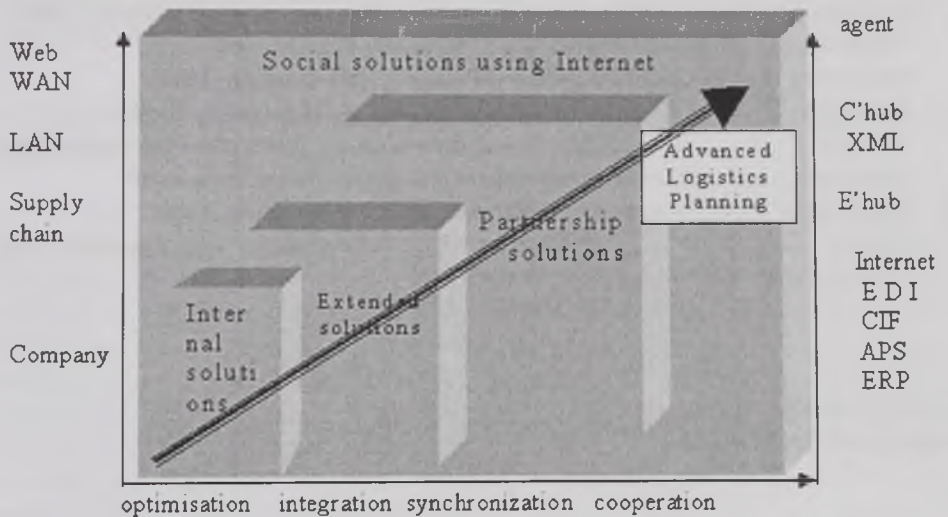 Web
WAN
LAN
Supply
chain
Company
Social solutions using Internet
Advanced
Logistics
Planning
Partnership
solutions
Extended
solutions
Inter
nal
soluti
ons
agent
C'hub
XML
E'hub
Internet
E D I
CIF
APS
ERP
optimisation integration synchronization cooperation